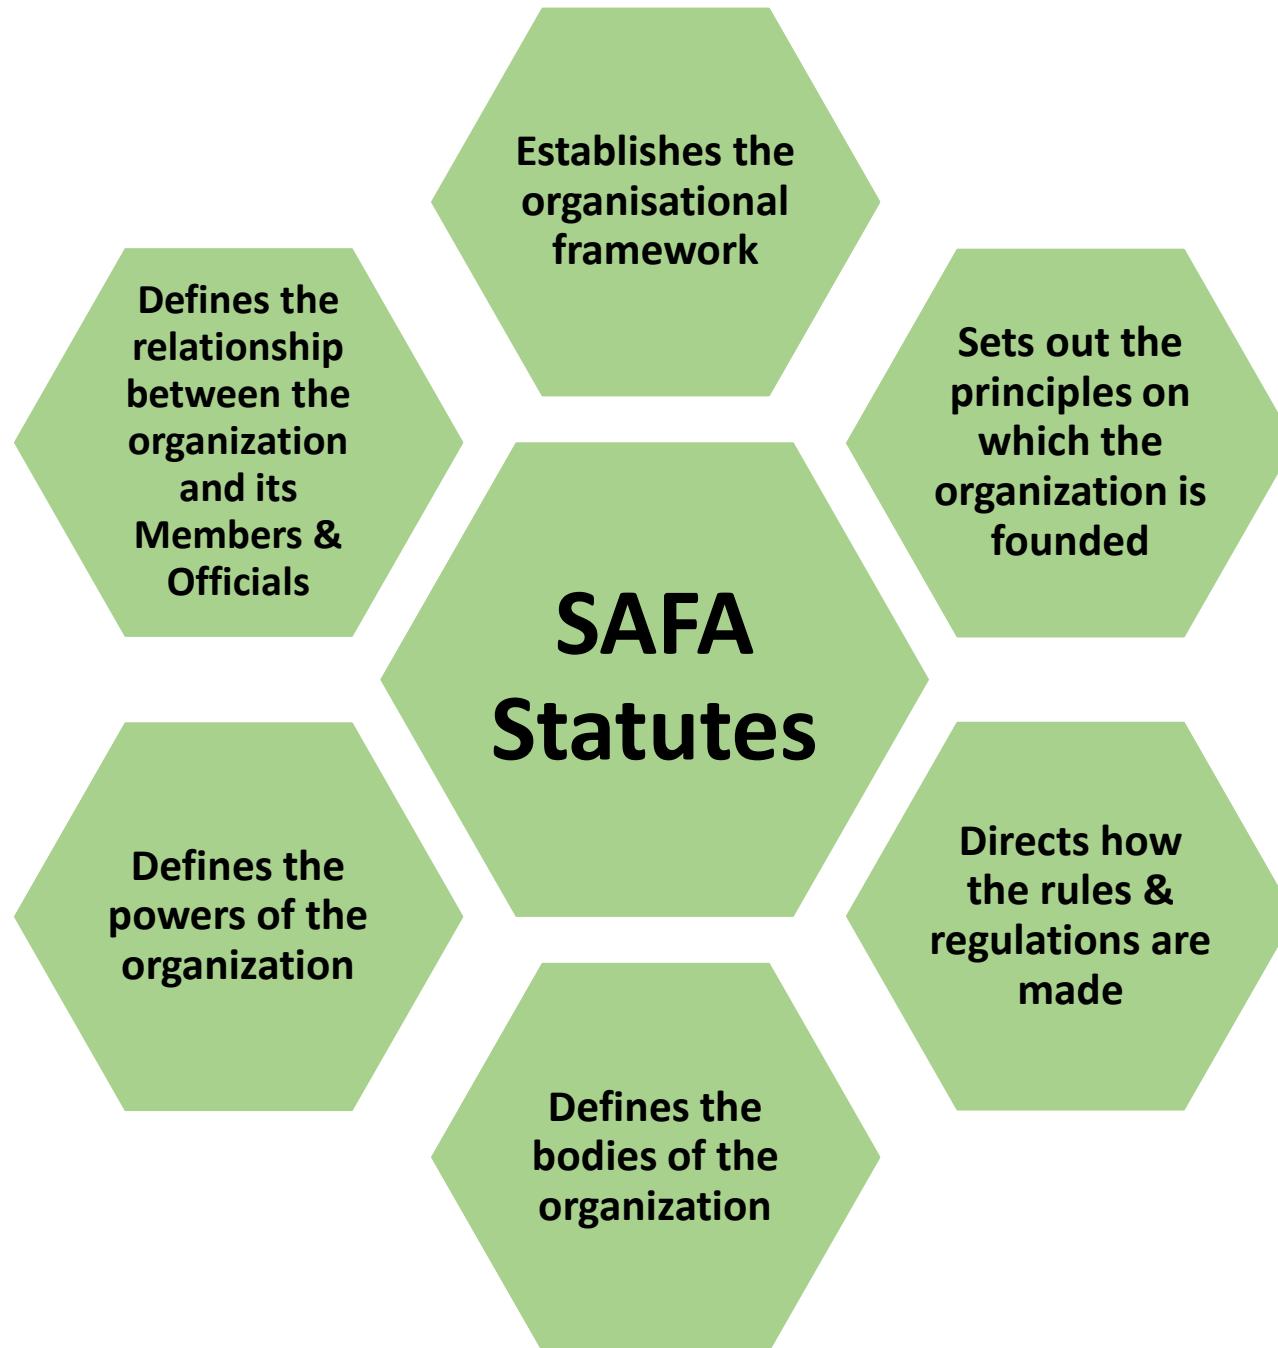 Establishes the
organisational
framework
Defines the
relationship
between the
organization
and its
Members &
Officials
Sets out the
principles on
which the
organization is
founded
SAFA
Statutes
Defines the
powers of the
organization
Directs how
the rules &
regulations are
made
Defines the
bodies of the
organization